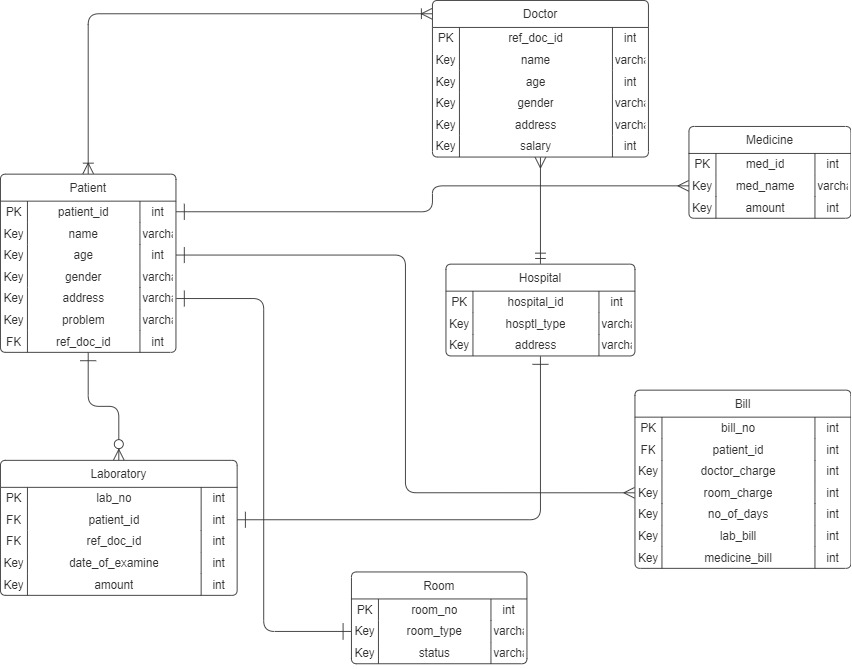 Doctor
PK ref_doc_id int
Key name varcha
Key age int
Key gender varcha
Key address varcha
Key salary int
Medicine
PK med_id int
Key med_name varcha
Key amount int
Patient
PK patient_id int
Key name varcha
Key age int
Key gender varcha
Key address varcha
Key problem varcha
FK ref_doc_id int
Hospital
PK hospital_id int
Key hosptl_type varcha
Key address varcha
Bill
PK bill_no int
FK patient_id int
Key doctor_charge int
Key room_charge int
Key no_of_days int
Key lab_bill int
Key medicine_bill int
Laboratory
PK lab_no int
FK patient_id int
FK ref_doc_id int
Key date_of_examine int
Key amount int
Room
PK room_no int
Key room_type varcha
Key status varcha